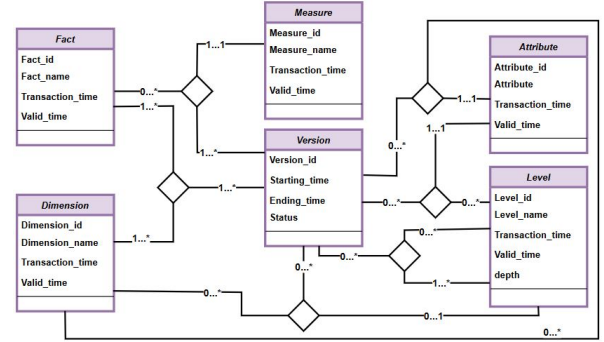 Fact
Fact_id
Fact_name
Transaction_time
Valid_time
Measure
Measure_id
Measure_name
Transaction_time
Valid_time
Attribute
Attribute_id
Attribute
Transaction_time
Valid_time
Version
Version_id
Starting_time
Ending_time
Status
Dimension
Dimension_id
Dimension_name
Transaction_time
Valid_time
Level
Level_id
Level_name
Transaction_time
Valid_time
depth
1...1
0...*
1...*
1...*
1...*
1...*
1...1
0...*
1...1
0...*
0...*
0...*
0...*
1...*
0...*
0...*
0...1
0...*